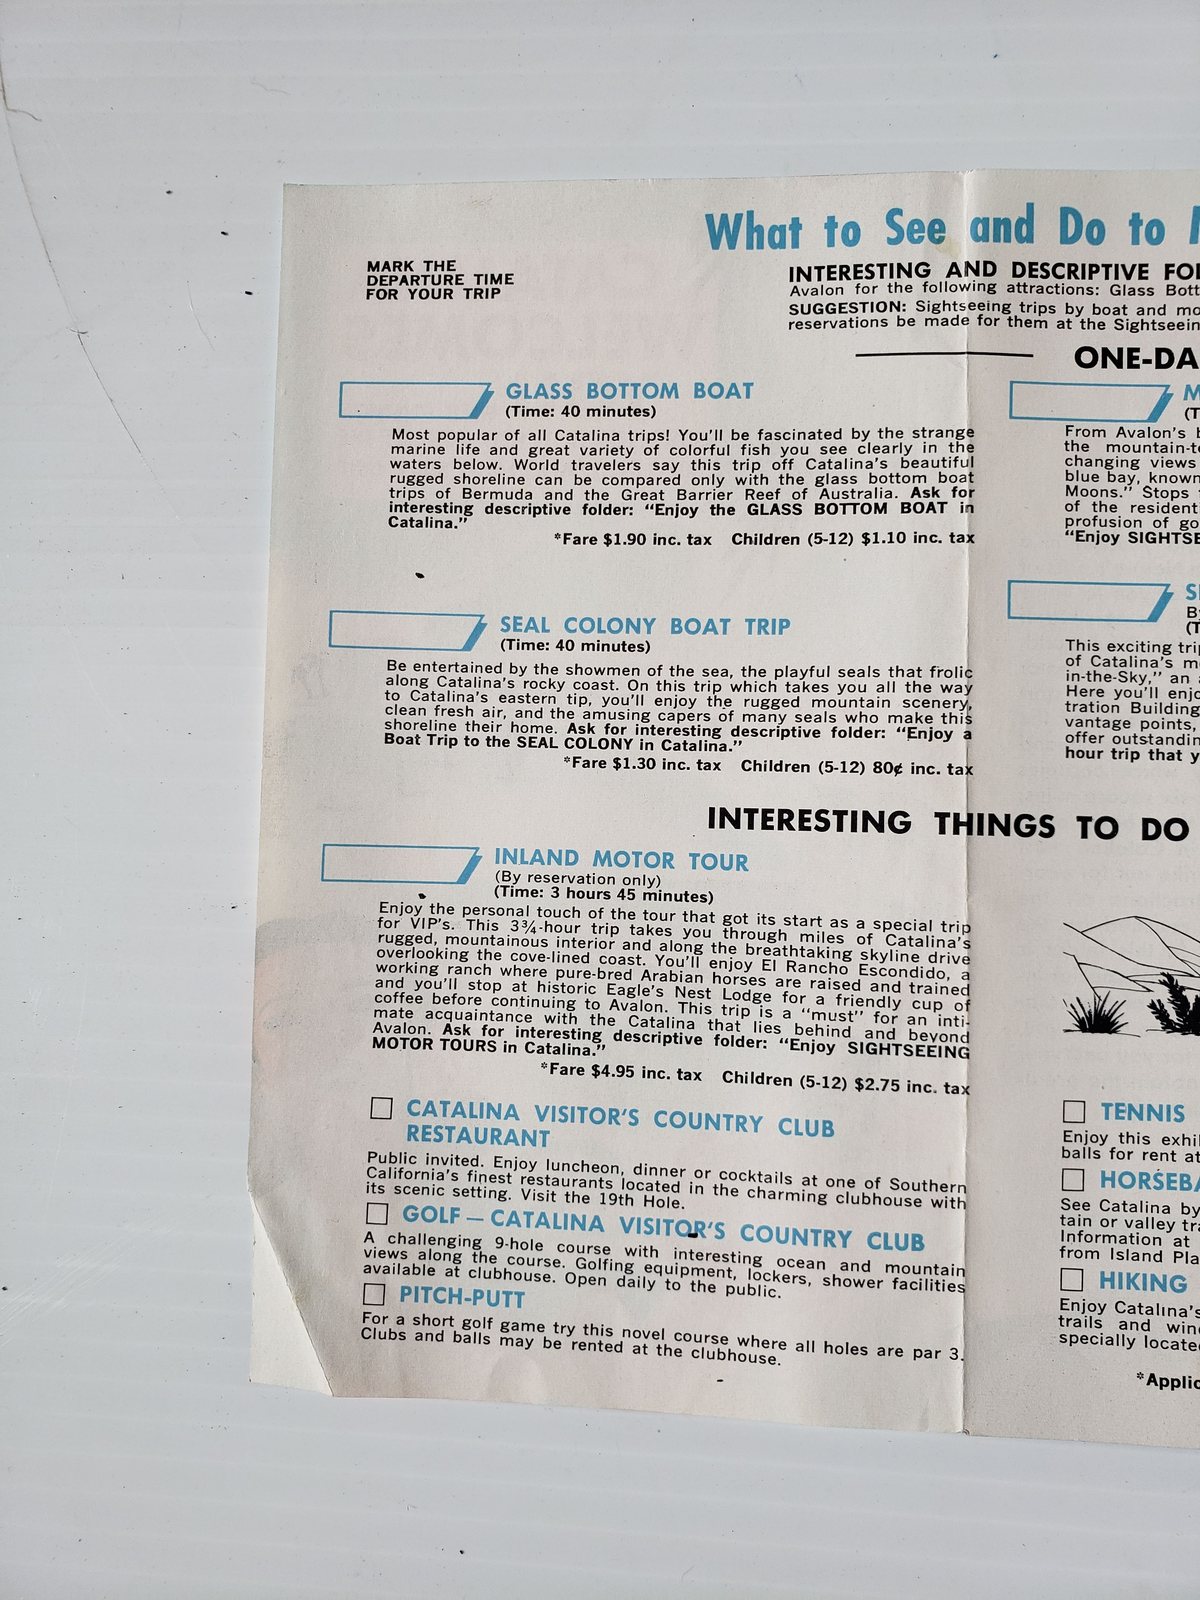 What to See and Do to
MARK THE
DEPARTURE TIME
FOR YOUR TRIP
INTERESTING AND DESCRIPTIVE
Avalon for the following attractions: Glass
SUGGESTION: Sightseeing trips by boat and
reservations be made for them at the
ONE-
GLASS BOTTOM BOAT
(Time: 40 minutes)
Most popular of all Catalina trips! You'll be fascinated by the strange
marine life and great variety of colorful fish you see clearly in the
waters below. World travelers say this trip off Catalina's beautiful
rugged shoreline can be compared only with the glass bottom boat
trips of Bermuda and the Great Barrier Reef of Australia. Ask for
interesting descriptive folder: "Enjoy the GLASS BOTTOM BOAT in
Catalina."
*Fare $1.90 inc. tax Children (5-12) $1.10 inc. tax
SEAL COLONY BOAT TRIP
(Time: 40 minutes)
Be entertained by the showmen of the sea, the playful seals that frolic
along Catalina's rocky coast. On this trip which takes you all the way
to Catalina's eastern tip, you'll enjoy the rugged mountain scenery,
clean fresh air, and the amusing capers of many seals who make this
shoreline their home. Ask for interesting descriptive folder: "Enjoy a
Boat Trip to the SEAL COLONY in Catalina."
*Fare $1.30 inc. tax Children (5-12) 80¢ inc. tax
From Avalon's
the mountain-
changing views
blue bay, known
Moons." Stops
of the
profusion of
"Enjoy
This exciting
of Catalina's
in-the-Sky," an
Here you'll
tration Building
vantage points,
offer
hour trip that
INTERESTING THINGS TO DO
INLAND MOTOR TOUR
(By reservation only)
(Time: 3 hours 45 minutes)
Enjoy the personal touch of the tour that got its start as a special trip
for VIP's. This 3¾-hour trip takes you through miles of Catalina's
rugged, mountainous interior and along the breathtaking skyline drive
overlooking the cove-lined coast. You'll enjoy El Rancho Escondido, a
working ranch where pure-bred Arabian horses are raised and trained
and you'll stop at historic Eagle's Nest Lodge for a friendly cup of
coffee before continuing to Avalon. This trip is a "must" for an inti-
mate acquaintance with the Catalina that lies behind and beyond
Avalon. Ask for interesting descriptive folder: "Enjoy SIGHTSEEING
MOTOR TOURS in Catalina."
*Fare $4.95 inc. tax Children (5-12) $2.75 inc. tax
CATALINA VISITOR'S COUNTRY CLUB
RESTAURANT
Public invited. Enjoy luncheon, dinner or cocktails at one of Southern
California's finest restaurants located in the charming clubhouse with
its scenic setting. Visit the 19th Hole.
GOLF — CATALINA VISITOR'S COUNTRY CLUB
A challenging 9-hole course with interesting ocean and mountain
views along the course. Golfing equipment, lockers, shower facilities
available at clubhouse. Open daily to the public.
PITCH-PUTT
For a short golf game try this novel course where all holes are par 3.
Clubs and balls may be rented at the clubhouse.
TENNIS
Enjoy this
balls for rent at
See Catalina by
tain or valley
Information at
from Island
HIKING
Enjoy Catalina's
trails and
specially